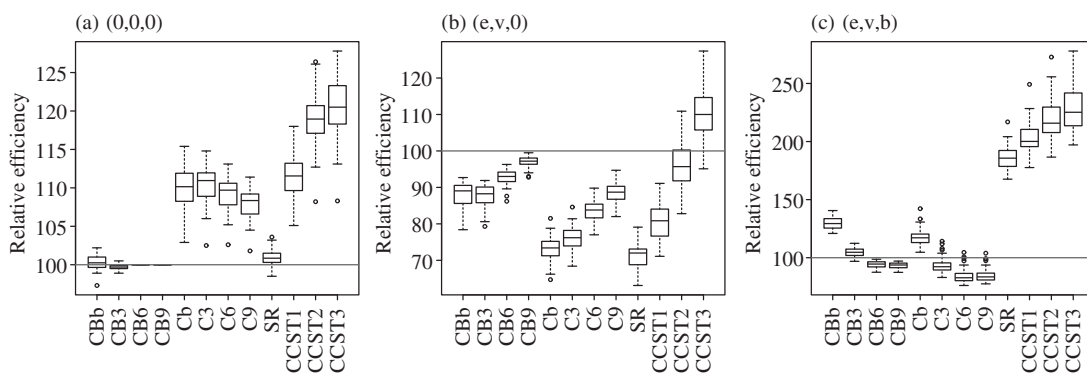 (a) (0,0,0)
Relative efficiency
125
120
115
110
105
100
CBb CB3 CB6 CB9 Cb C3 C6 C9 SR CCST1 CCST2 CCST3
(b) (e,v,0)
Relative efficiency
120
110
100
90
80
70
CBb CB3 CB6 CB9 Cb C3 C6 C9 SR CCST1 CCST2 CCST3
(c) (e,v,b)
Relative efficiency
250
200
150
100
CBb CB3 CB6 CB9 Cb C3 C6 C9 SR CCST1 CCST2 CCST3